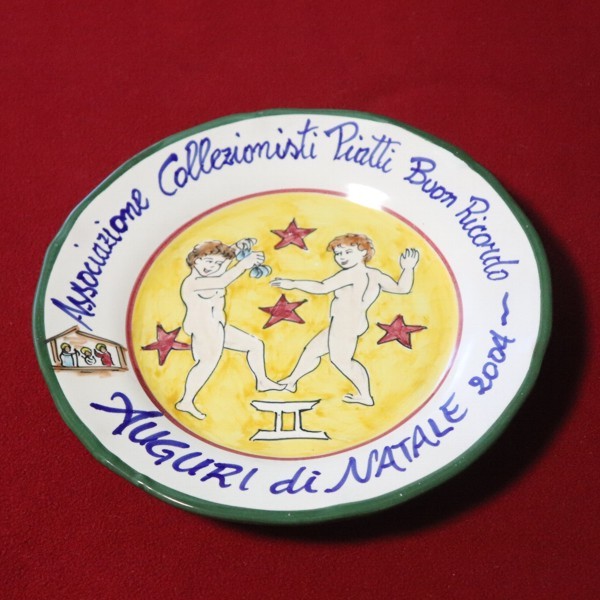 Associazione Collezionisti Piatti Buon Ricordo ~
AUGURI di NATALE 2004